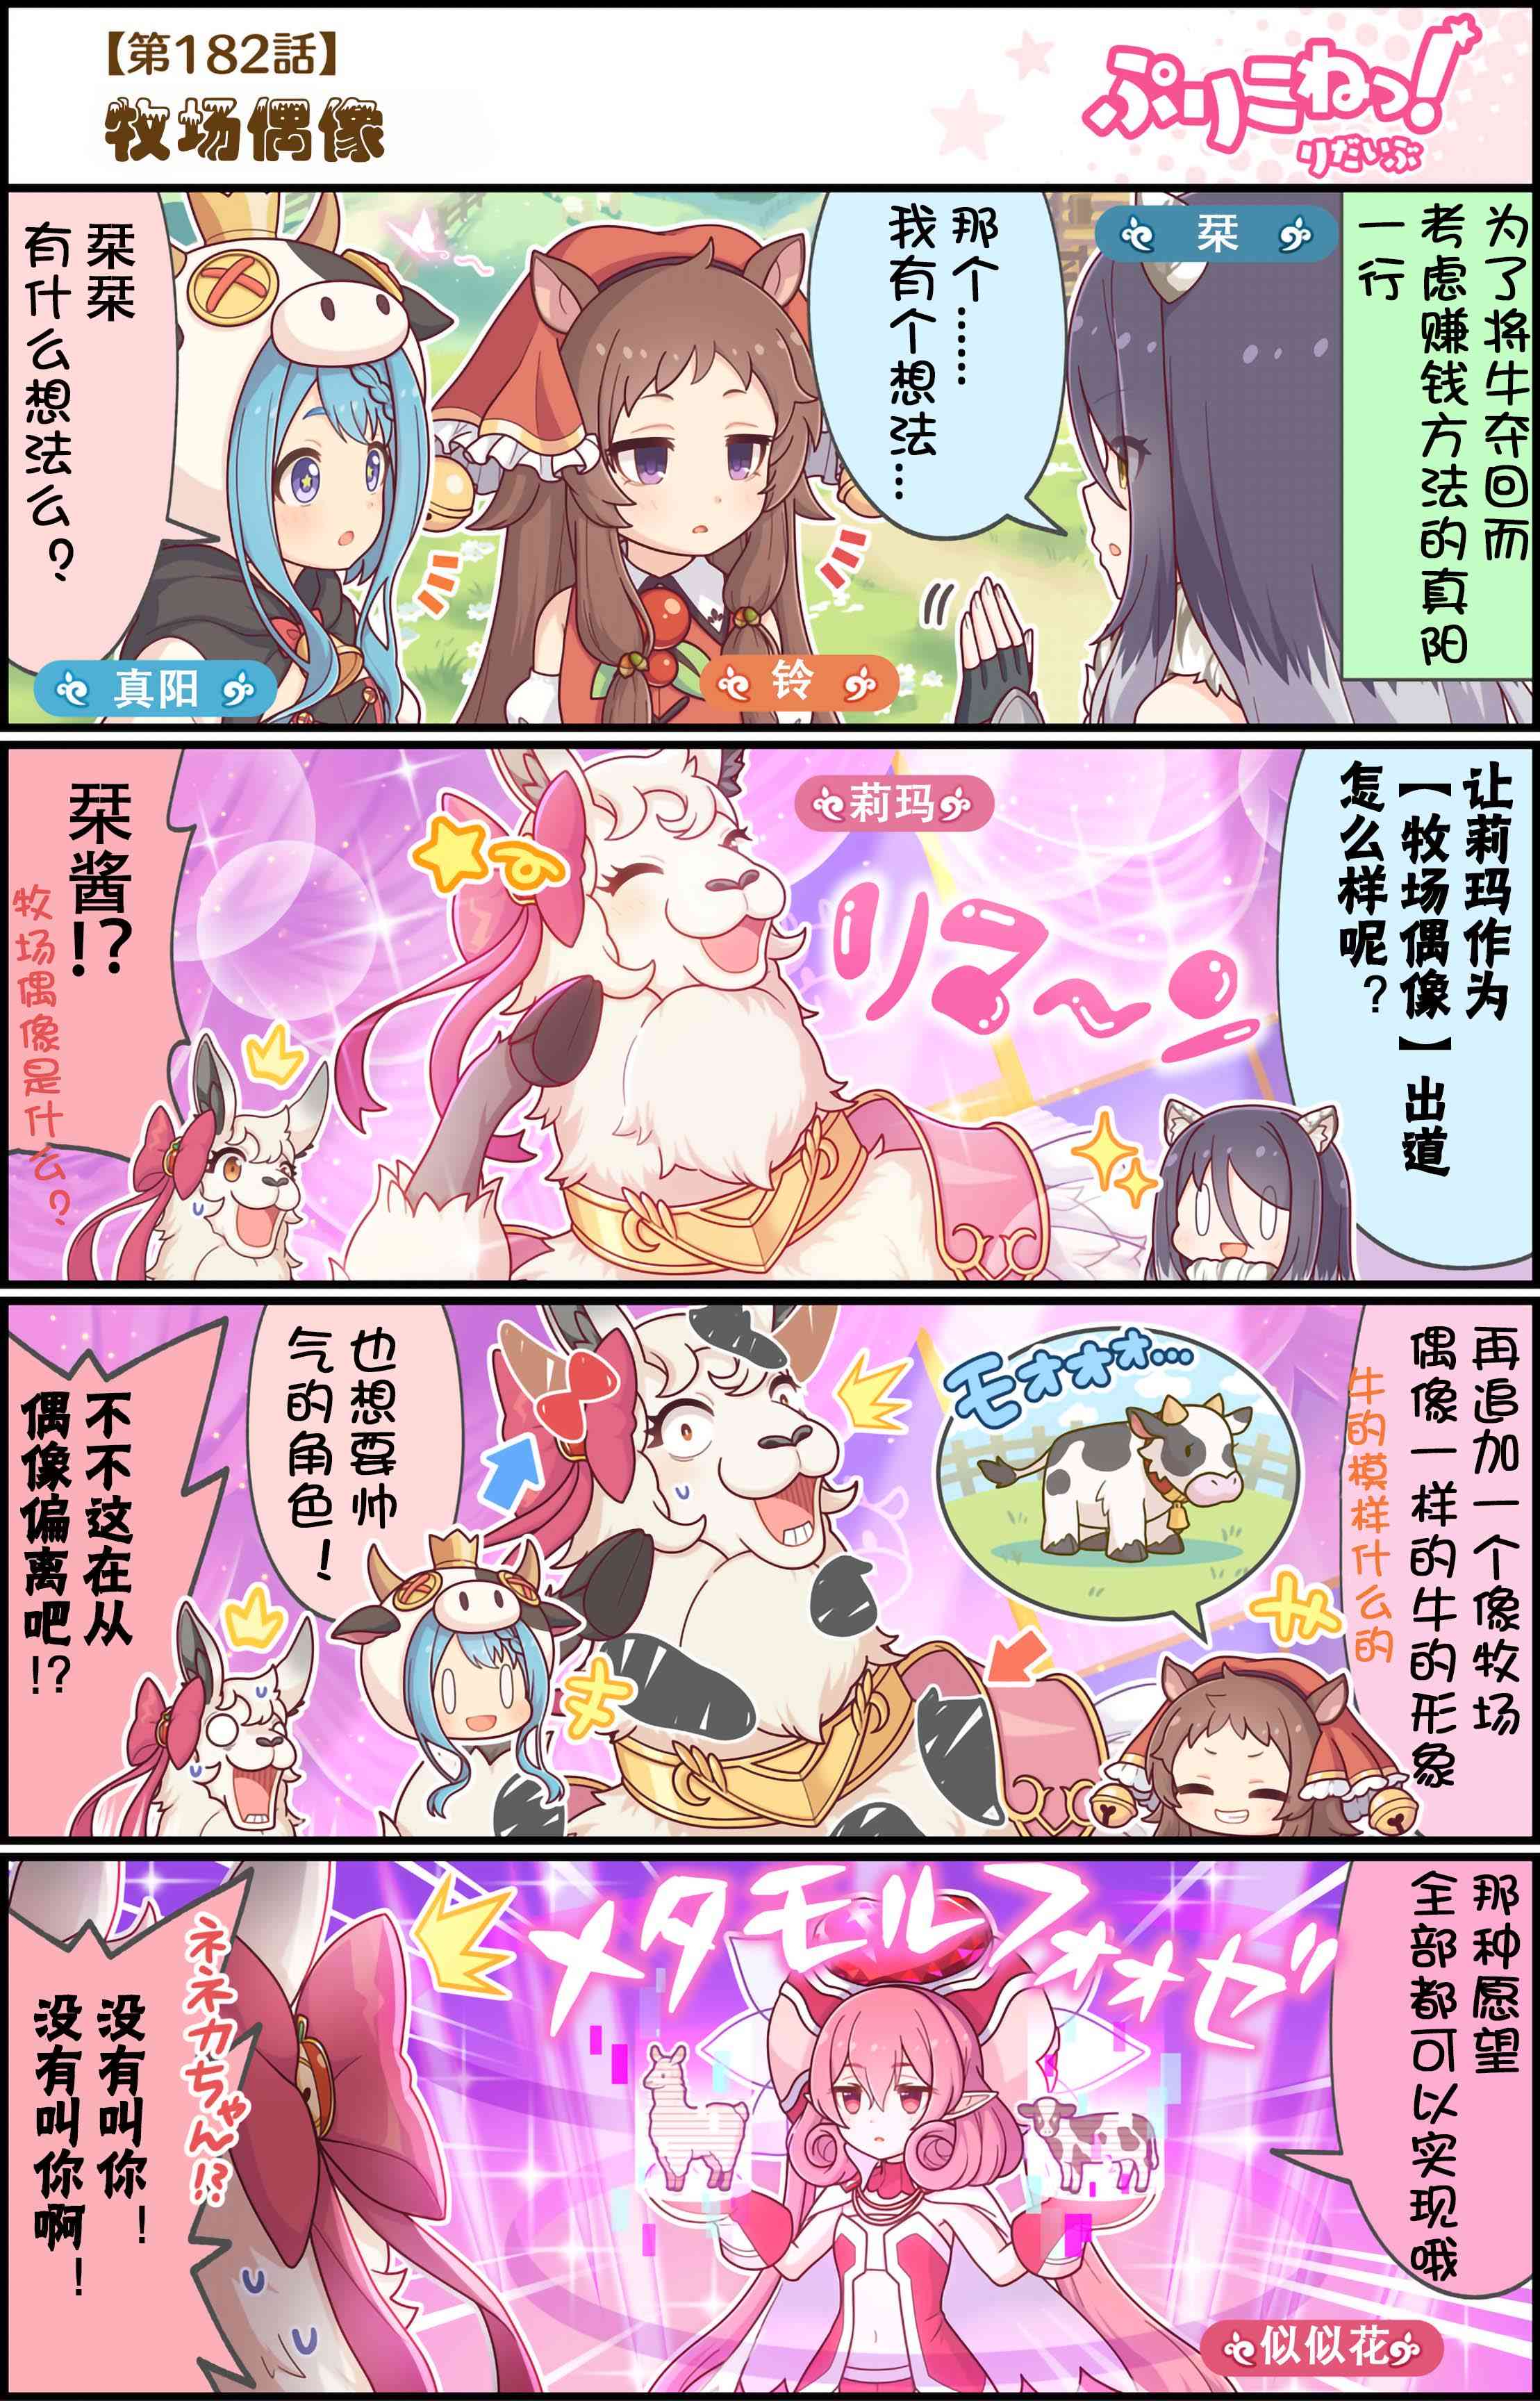 【第182話】
牧场偶像
ぷりこねっ!
りだいぶ
为了将牛夺回而
考虑赚钱方法的真阳
一行
栞
那个……
我有个想法…
栞栞
有什么想法么？
铃
真阳
让莉玛作为
【牧场偶像】出道
怎么样呢？
莉玛
リマ～!
栞酱!?
牧场偶像是什么？
再追加一个像牧场
偶像一样的牛的形象
牛的模样什么的
モォォォ…
也想要帅
气的角色！
不不这在从
偶像偏离吧!?
那种愿望
全部都可以实现哦
メタモルフォォゼ
ネネカちゃん!?
没有叫你！
没有叫你啊！
似似花